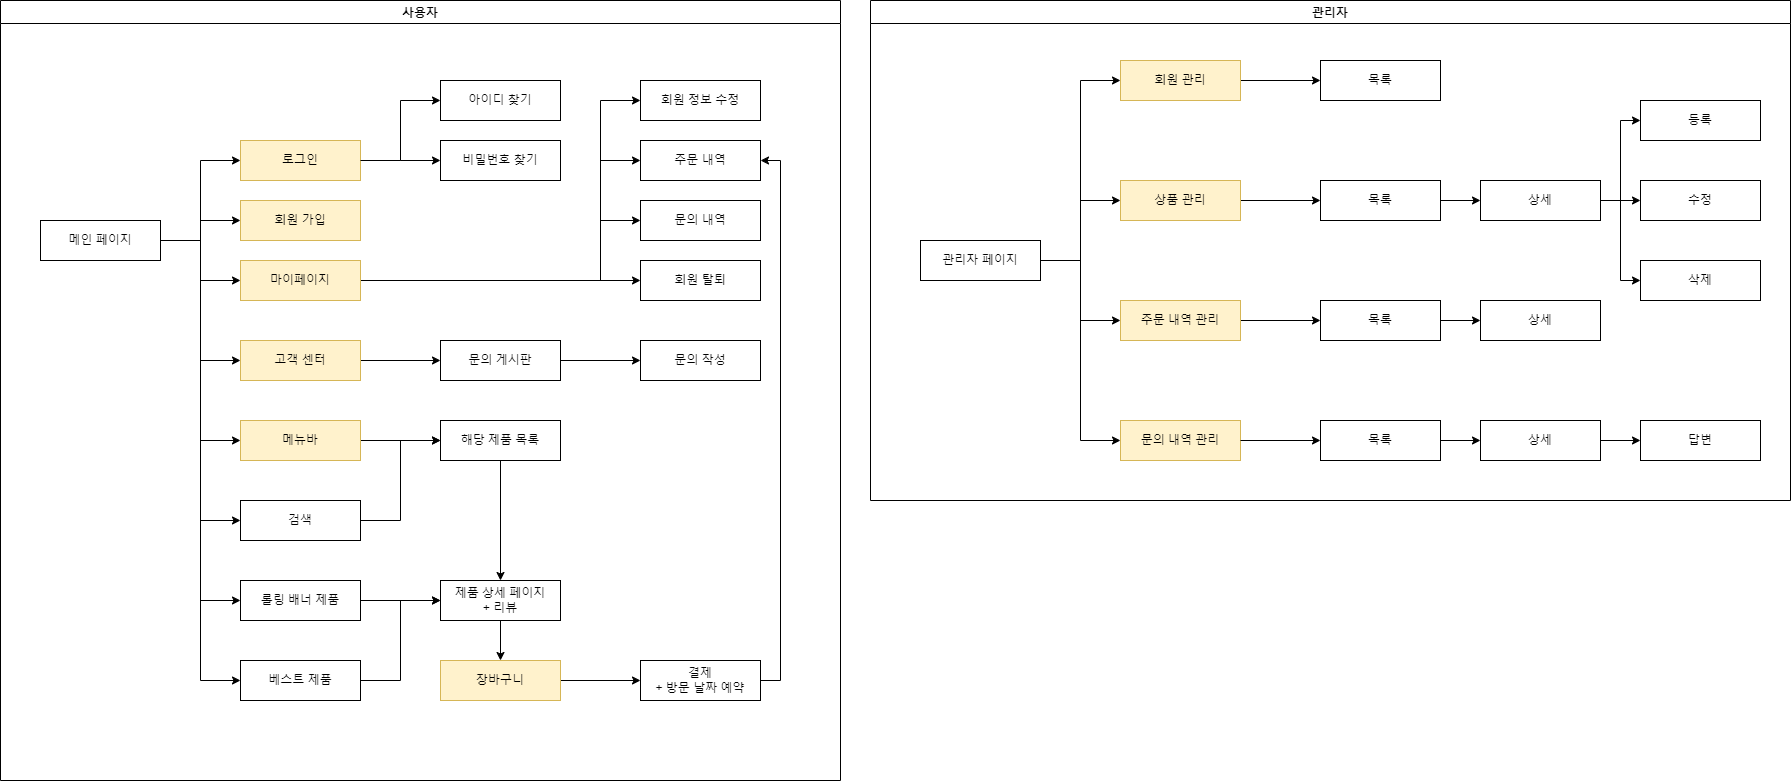 사용자
아이디 찾기
회원 정보 수정
로그인
비밀번호 찾기
주문 내역
회원 가입
문의 내역
메인 페이지
마이페이지
회원 탈퇴
고객 센터
문의 게시판
문의 작성
메뉴바
해당 제품 목록
검색
롤링 배너 제품
제품 상세 페이지
+ 리뷰
베스트 제품
장바구니
결제
+ 방문 날짜 예약
관리자
회원 관리
목록
등록
상품 관리
목록
상세
수정
관리자 페이지
삭제
주문 내역 관리
목록
상세
문의 내역 관리
목록
상세
답변